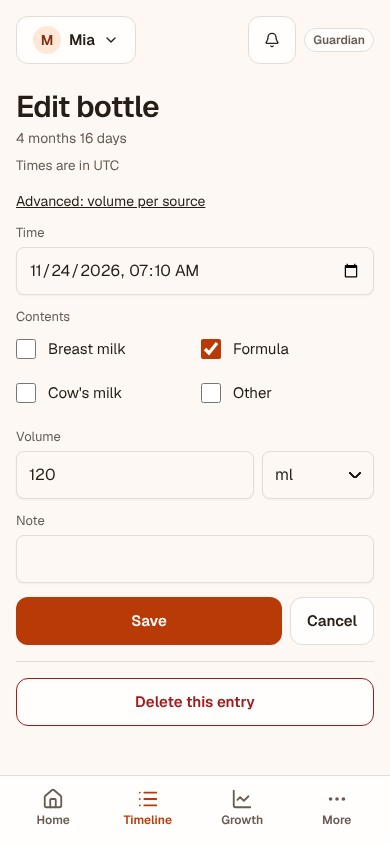 M Mia
Guardian
Edit bottle
4 months 16 days
Times are in UTC
Advanced: volume per source
Time
11/24/2026, 07:10 AM
Contents
Breast milk
Formula
Cow's milk
Other
Volume
120
ml
Note
Save
Cancel
Delete this entry
Home
Timeline
Growth
More